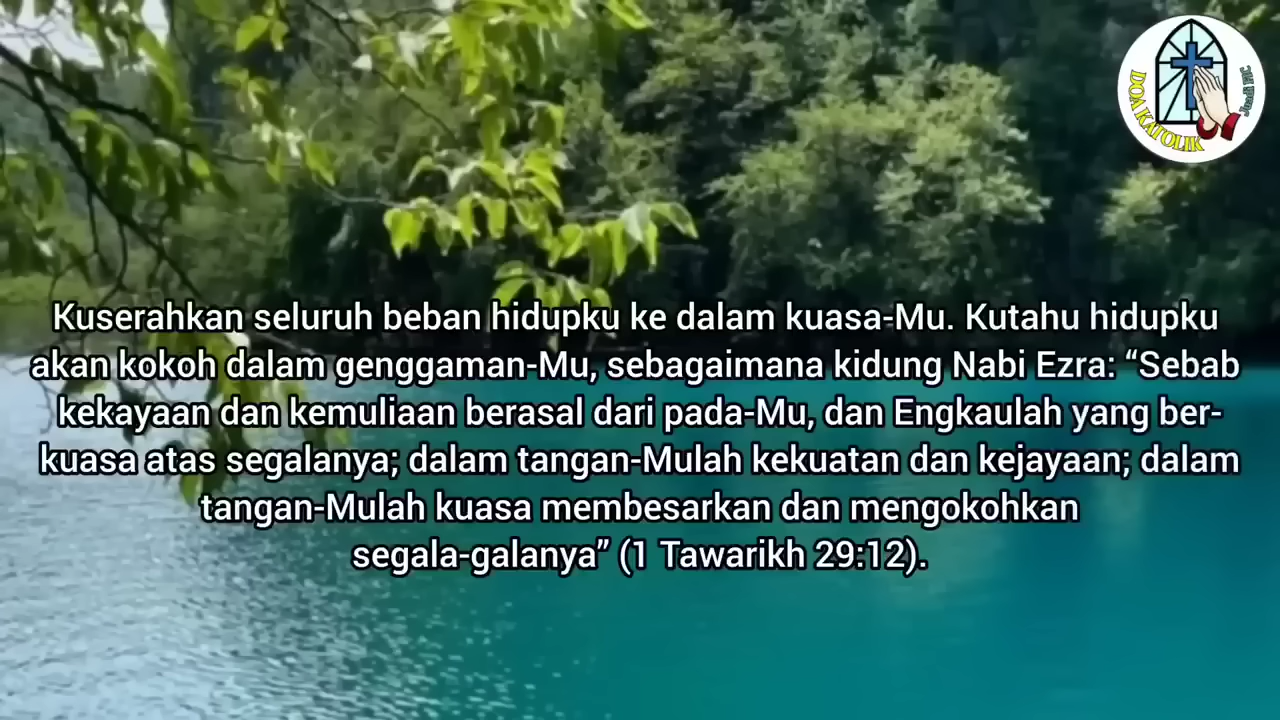 DOA KATOLIK
Kuserahkan seluruh beban hidupku ke dalam kuasa-Mu. Kutahu hidupku
akan kokoh dalam genggaman-Mu, sebagaimana kidung Nabi Ezra: “Sebab
kekayaan dan kemuliaan berasal dari pada-Mu, dan Engkaulah yang ber-
kuasa atas segalanya; dalam tangan-Mulah kekuatan dan kejayaan; dalam
tangan-Mulah kuasa membesarkan dan mengokohkan
segala-galanya” (1 Tawarikh 29:12).